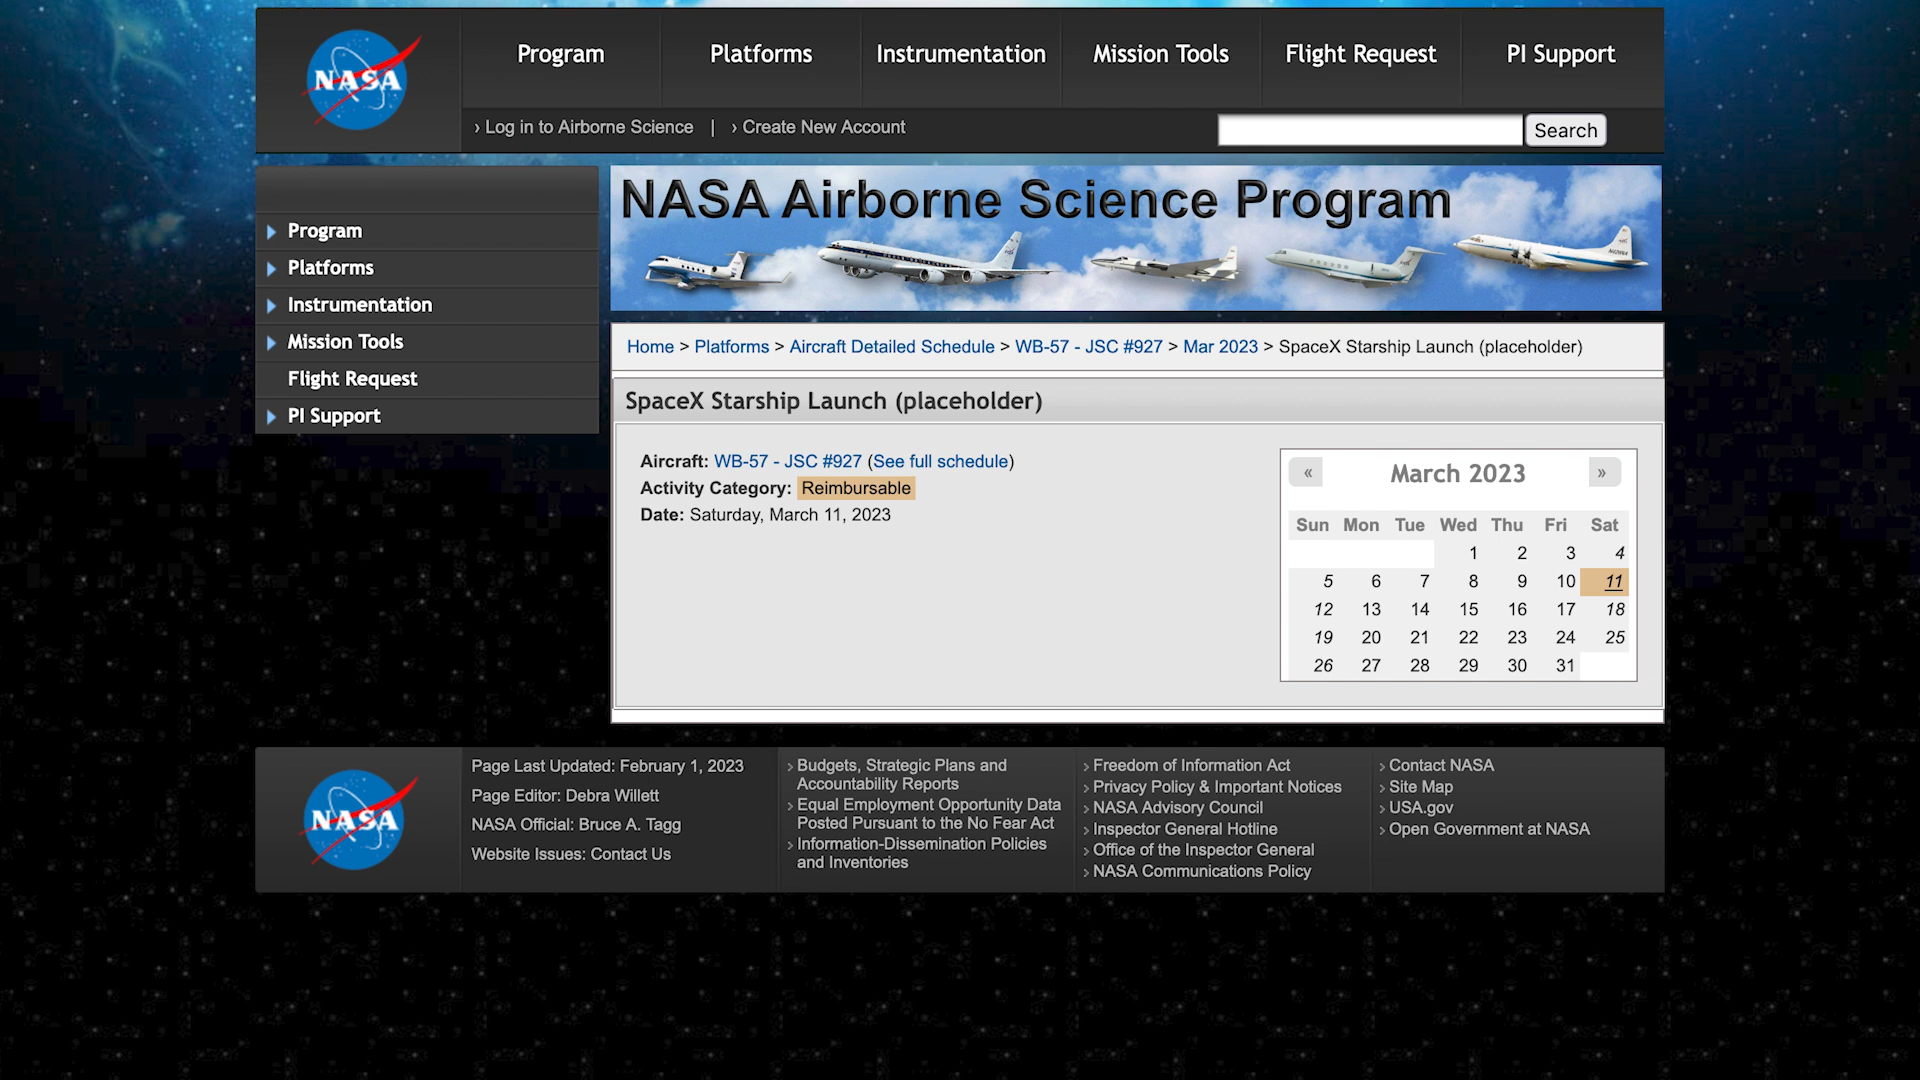 NASA
Program
Platforms
Instrumentation
Mission Tools
Flight Request
PI Support
› Log in to Airborne Science | › Create New Account
Search
Program
Platforms
Instrumentation
Mission Tools
Flight Request
PI Support
NASA Airborne Science Program
Home > Platforms > Aircraft Detailed Schedule > WB-57 - JSC #927 > Mar 2023 > SpaceX Starship Launch (placeholder)
SpaceX Starship Launch (placeholder)
Aircraft: WB-57 - JSC #927 (See full schedule)
Activity Category: Reimbursable
Date: Saturday, March 11, 2023
« March 2023 »
Sun Mon Tue Wed Thu Fri Sat
1 2 3 4
5 6 7 8 9 10 11
12 13 14 15 16 17 18
19 20 21 22 23 24 25
26 27 28 29 30 31
NASA
Page Last Updated: February 1, 2023
Page Editor: Debra Willett
NASA Official: Bruce A. Tagg
Website Issues: Contact Us
› Budgets, Strategic Plans and
Accountability Reports
› Equal Employment Opportunity Data
Posted Pursuant to the No Fear Act
› Information-Dissemination Policies
and Inventories
› Freedom of Information Act
› Privacy Policy & Important Notices
› NASA Advisory Council
› Inspector General Hotline
› Office of the Inspector General
› NASA Communications Policy
› Contact NASA
› Site Map
› USA.gov
› Open Government at NASA